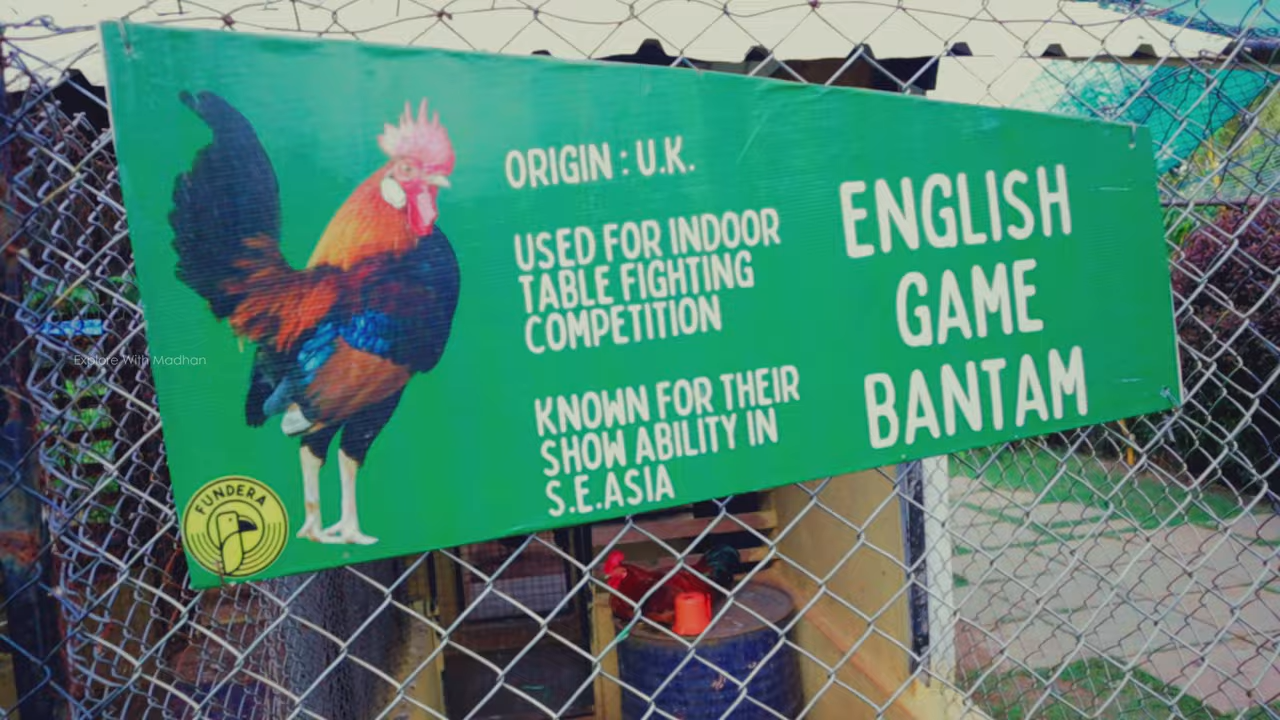 ORIGIN : U.K.
USED FOR INDOOR
TABLE FIGHTING
COMPETITION
KNOWN FOR THEIR
SHOW ABILITY IN
S.E.ASIA
ENGLISH
GAME
BANTAM
FUNDERA
Explore With Madhan